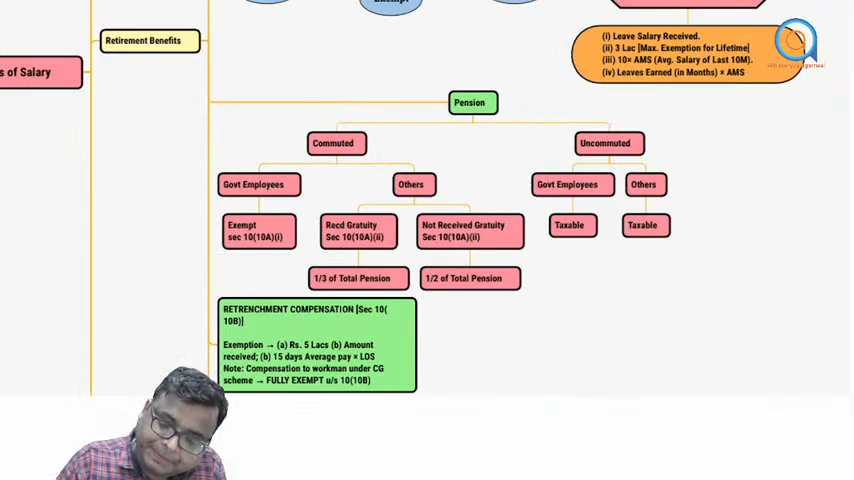 Exempt
(i) Leave Salary Received.
(ii) 3 Lac [Max. Exemption for Lifetime]
(iii) 10× AMS (Avg. Salary of Last 10M).
(iv) Leaves Earned (in Months) × AMS
Retirement Benefits
s of Salary
Pension
Commuted
Uncommuted
Govt Employees
Others
Govt Employees
Others
Exempt
sec 10(10A)(i)
Recd Gratuity
Sec 10(10A)(ii)
Not Received Gratuity
Sec 10(10A)(ii)
Taxable
Taxable
1/3 of Total Pension
1/2 of Total Pension
RETRENCHMENT COMPENSATION [Sec 10(
10B)]
Exemption → (a) Rs. 5 Lacs (b) Amount
received; (b) 15 days Average pay × LOS
Note: Compensation to workman under CG
scheme → FULLY EXEMPT u/s 10(10B)